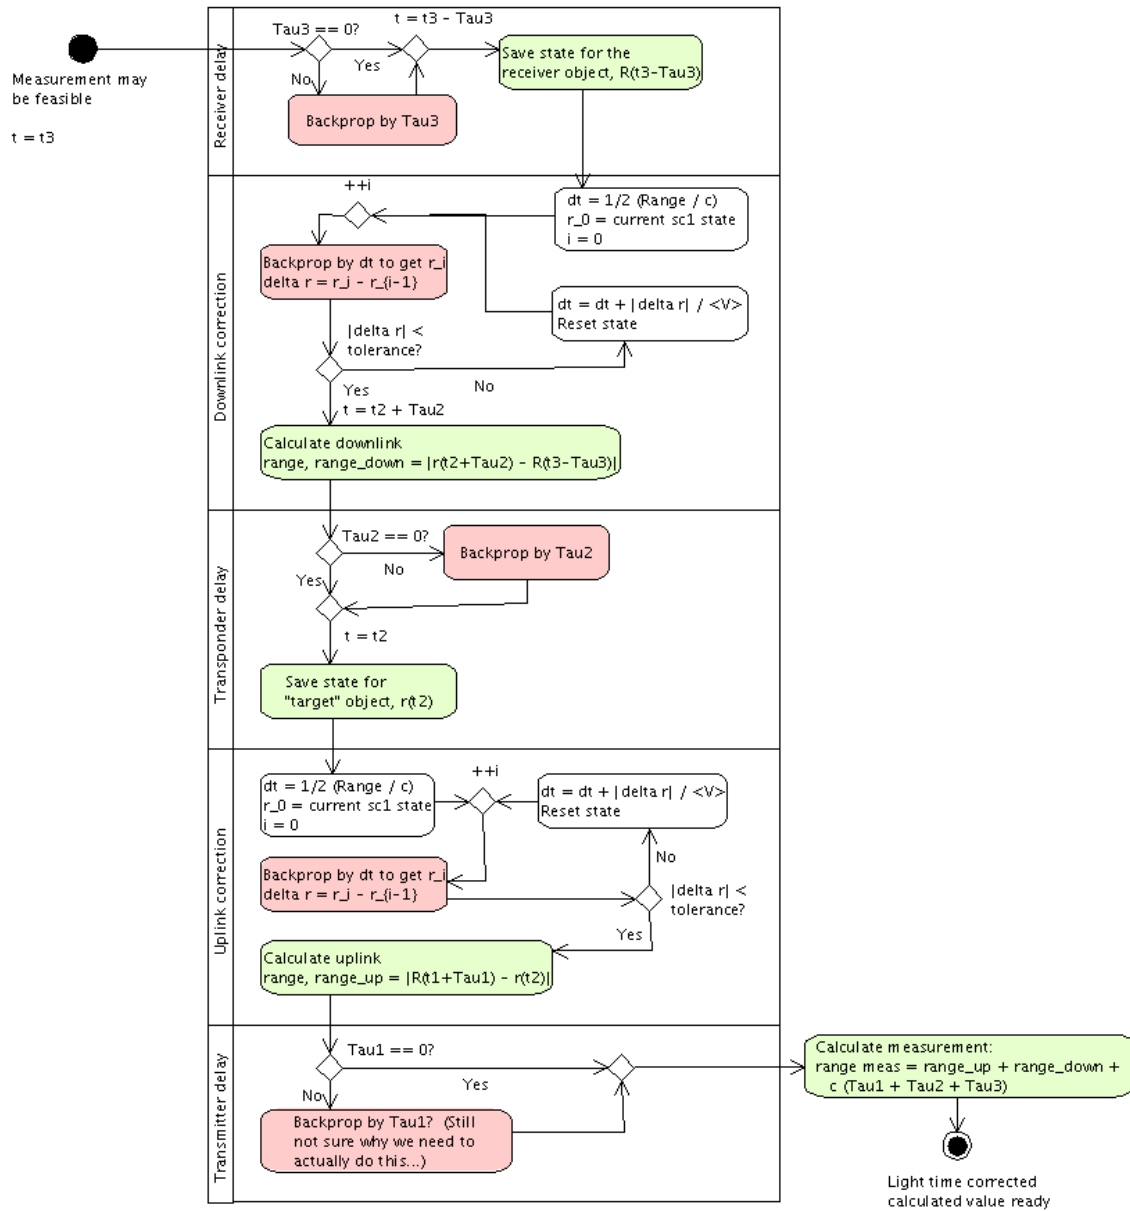 Tau3 == 0?
t = t3 - Tau3
Measurement may
be feasible
t = t3
Receiver delay
Yes
No
Save state for the
receiver object, R(t3-Tau3)
Backprop by Tau3
Downlink correction
++i
dt = 1/2 (Range / c)
r_0 = current sc1 state
i = 0
Backprop by dt to get r_i
delta r = r_i - r_{i-1}
dt = dt + |delta r| / <V>
Reset state
|delta r| <
tolerance?
No
Yes
t = t2 + Tau2
Calculate downlink
range, range_down = |r(t2+Tau2) - R(t3-Tau3)|
Transponder delay
Tau2 == 0?
No
Backprop by Tau2
Yes
t = t2
Save state for
"target" object, r(t2)
Uplink correction
dt = 1/2 (Range / c)
r_0 = current sc1 state
i = 0
++i
dt = dt + |delta r| / <V>
Reset state
Backprop by dt to get r_i
delta r = r_i - r_{i-1}
No
|delta r| <
tolerance?
Yes
Calculate uplink
range, range_up = |R(t1+Tau1) - r(t2)|
Transmitter delay
Tau1 == 0?
Yes
No
Backprop by Tau1? (Still
not sure why we need to
actually do this...)
Calculate measurement:
range meas = range_up + range_down +
c (Tau1 + Tau2 + Tau3)
Light time corrected
calculated value ready